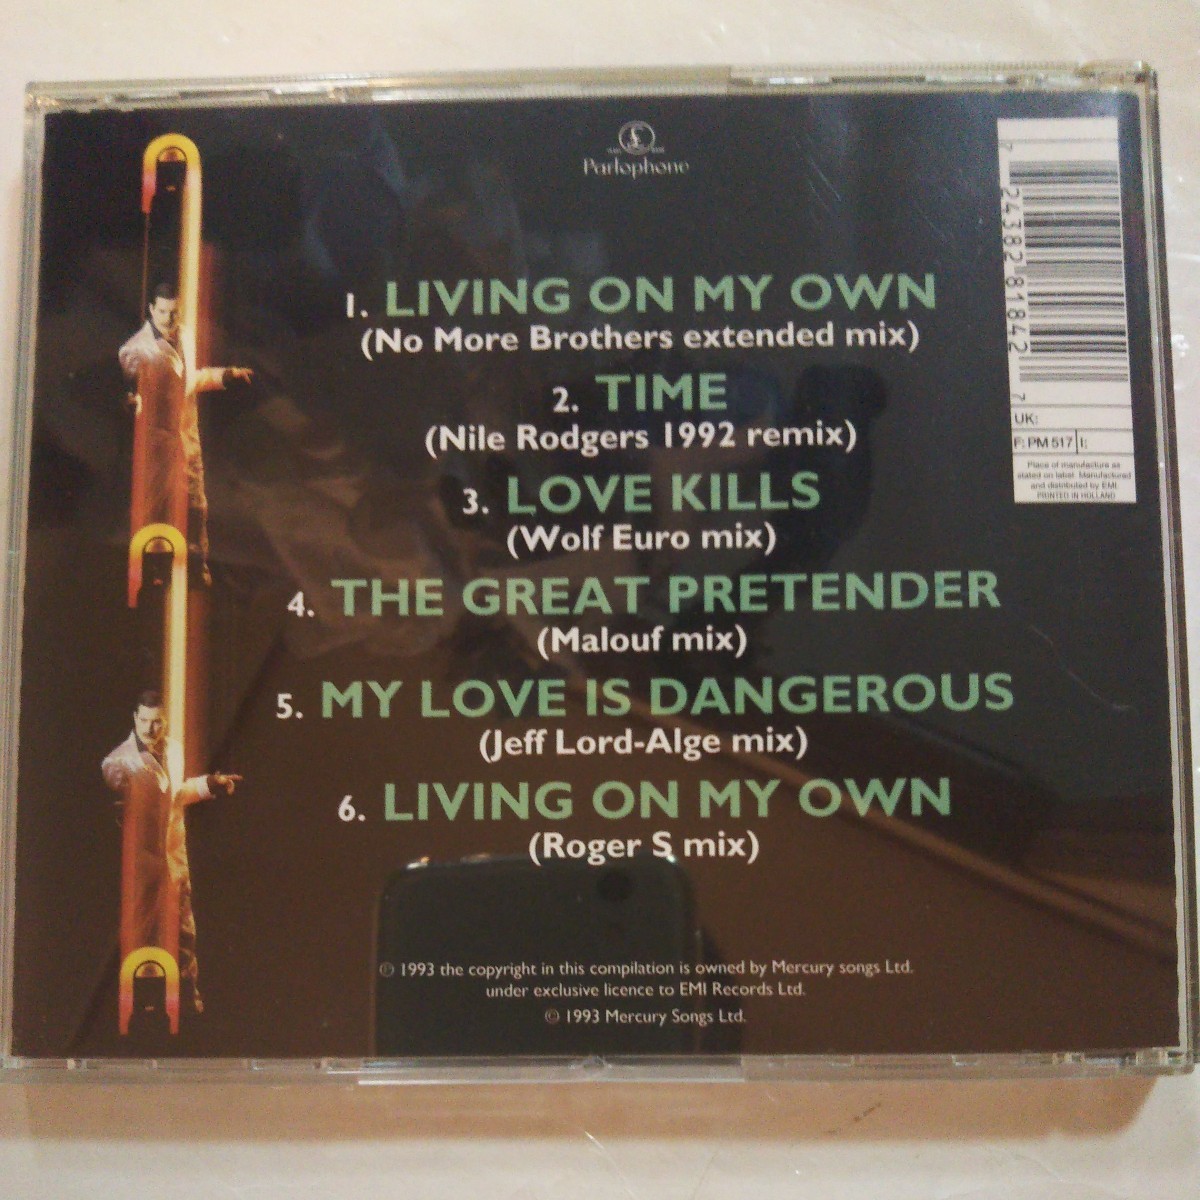 Parlophone
1. LIVING ON MY OWN
(No More Brothers extended mix)
2. TIME
(Nile Rodgers 1992 remix)
3. LOVE KILLS
(Wolf Euro mix)
4. THE GREAT PRETENDER
(Malouf mix)
5. MY LOVE IS DANGEROUS
(Jeff Lord-Alge mix)
6. LIVING ON MY OWN
(Roger S mix)
℗ 1993 the copyright in this compilation is owned by Mercury songs Ltd.
under exclusive licence to EMI Records Ltd.
© 1993 Mercury Songs Ltd.
7 24382 81842 7
UK:
F: PM 517 I:
Place of manufacture as
stated on label. Manufactured
and distributed by EMI.
PRINTED IN HOLLAND